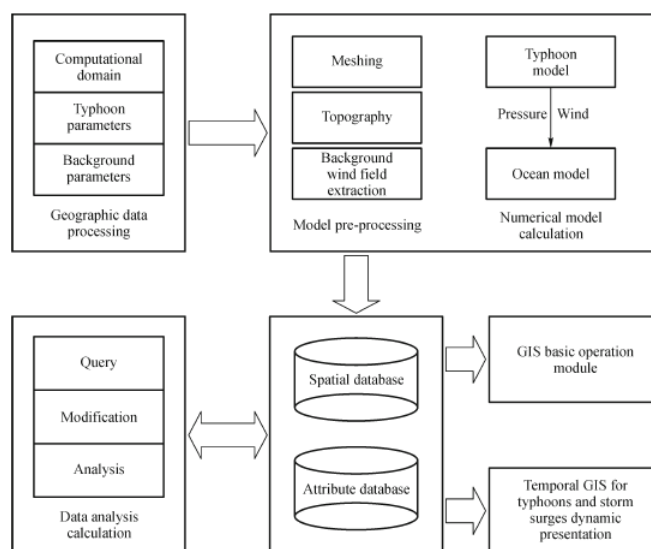 Computational
domain
Typhoon
parameters
Background
parameters
Geographic data
processing
Meshing
Topography
Background
wind field
extraction
Model pre-processing
Typhoon
model
Pressure Wind
Ocean model
Numerical model
calculation
Query
Modification
Analysis
Data analysis
calculation
Spatial database
Attribute database
GIS basic operation
module
Temporal GIS for
typhoons and storm
surges dynamic
presentation